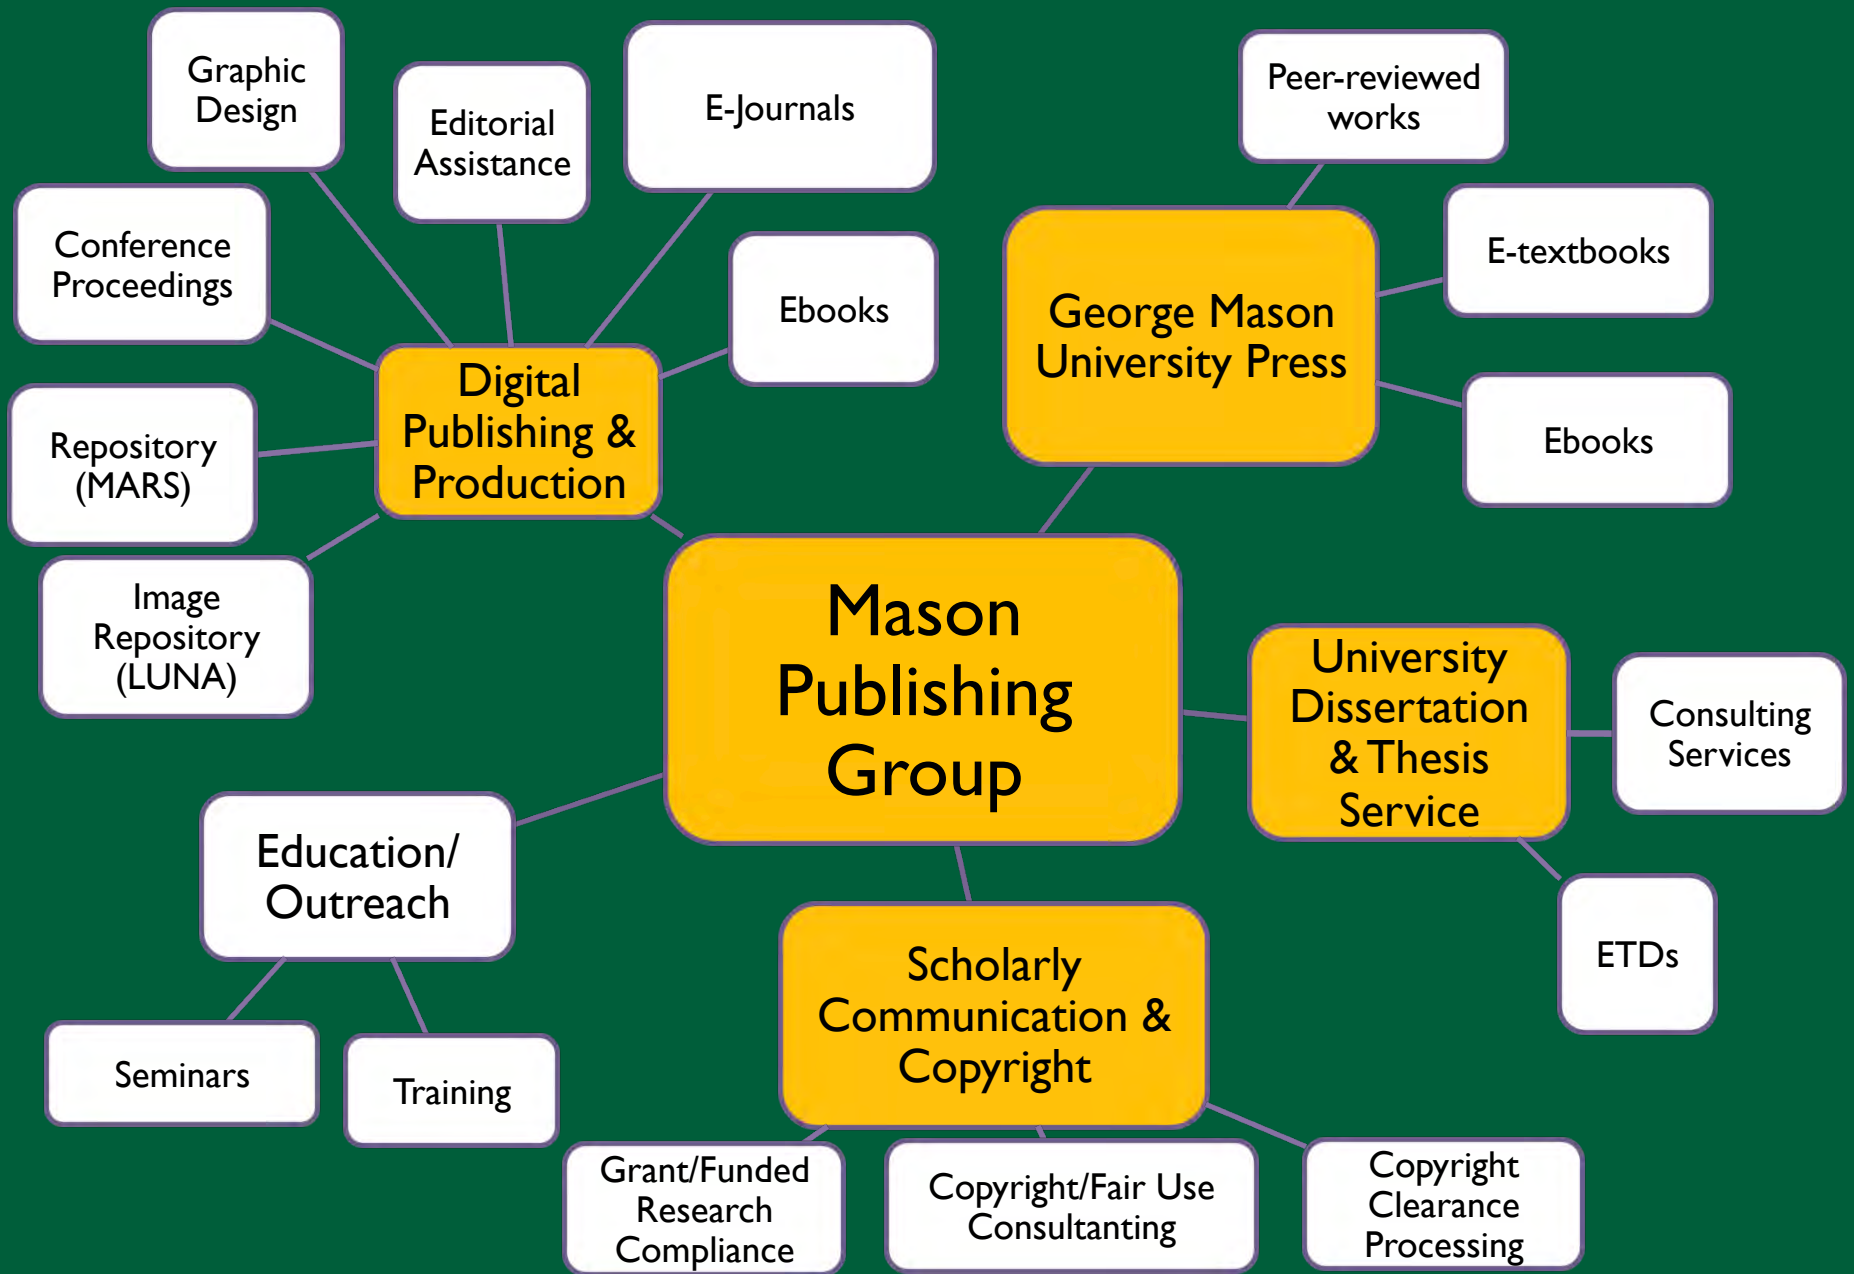 Graphic
Design
Editorial
Assistance
E-Journals
Conference
Proceedings
Ebooks
Repository
(MARS)
Image
Repository
(LUNA)
Digital
Publishing &
Production
Peer-reviewed
works
E-textbooks
George Mason
University Press
Ebooks
Mason
Publishing
Group
University
Dissertation
& Thesis
Service
Consulting
Services
ETDs
Education/
Outreach
Seminars
Training
Scholarly
Communication &
Copyright
Grant/Funded
Research
Compliance
Copyright/Fair Use
Consultanting
Copyright
Clearance
Processing